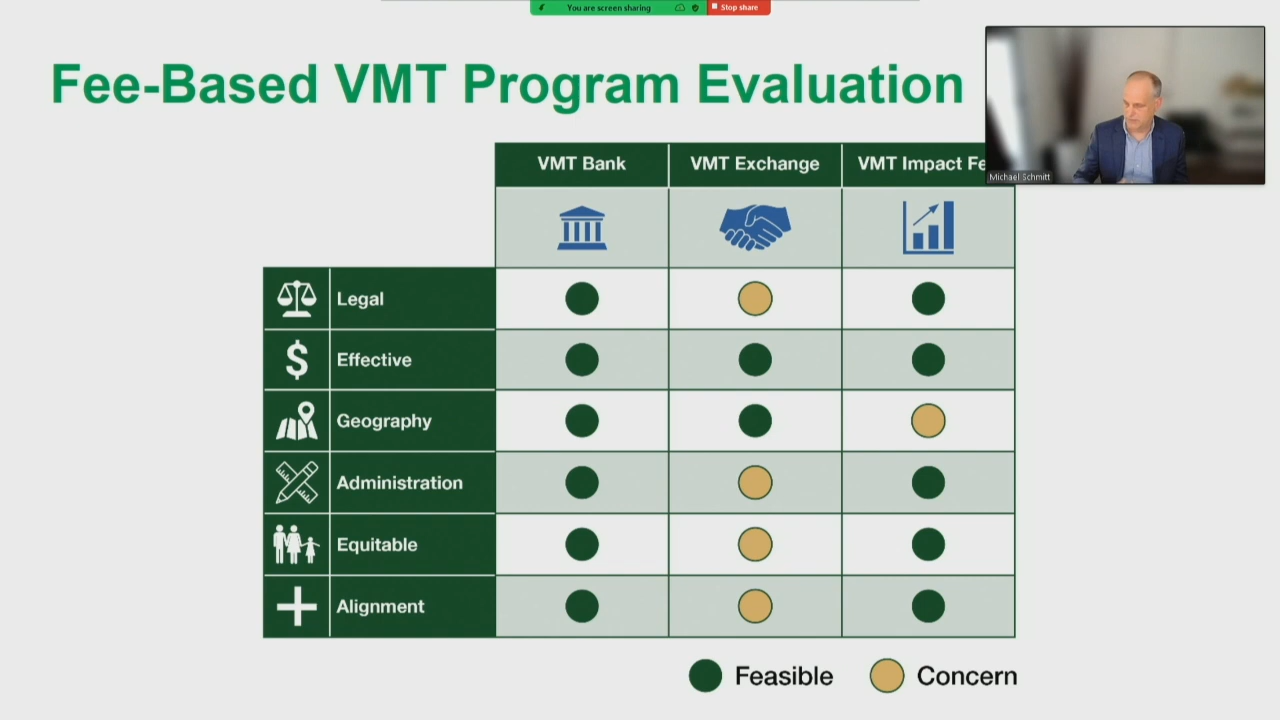 You are screen sharing
Stop share
Fee-Based VMT Program Evaluation
Michael Schmitt
VMT Bank
VMT Exchange
VMT Impact Fe
Legal
$
Effective
Geography
Administration
Equitable
Alignment
Feasible
Concern